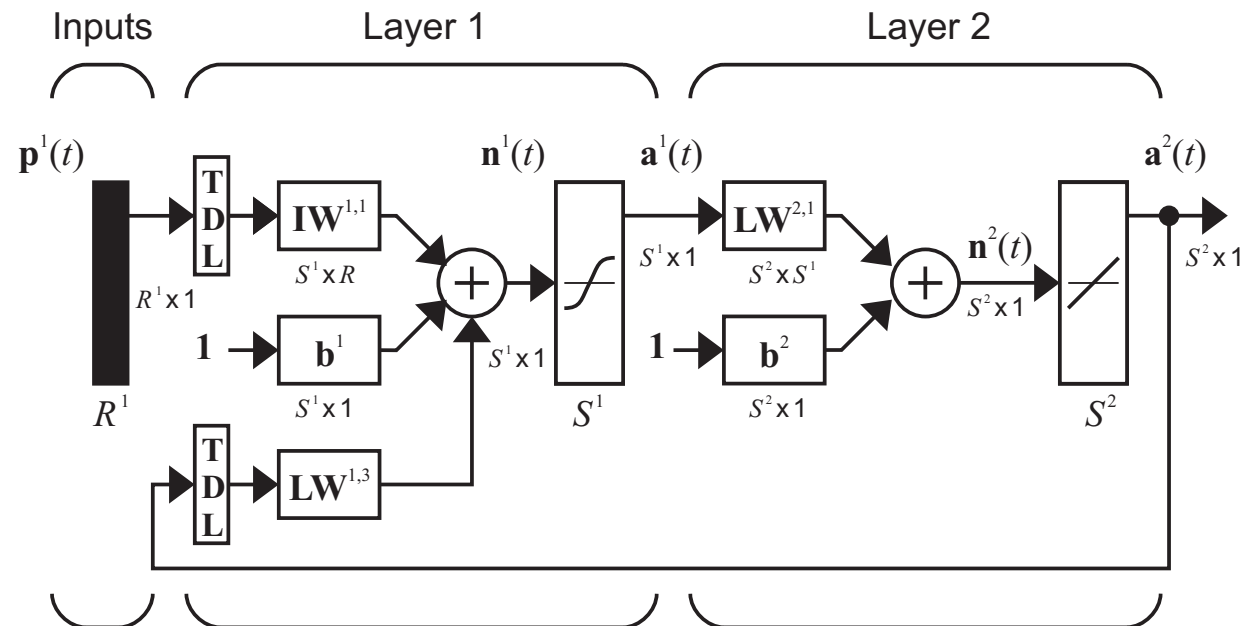 Inputs
Layer 1
Layer 2
p¹(t)
n¹(t)
a¹(t)
a²(t)
TDL
IW¹,¹
LW²,¹
n²(t)
S¹ x R
S¹ x 1
S² x S¹
S² x 1
R¹ x 1
S² x 1
1
b¹
S¹ x 1
1
b²
S¹ x 1
S² x 1
R¹
S¹
S²
TDL
LW¹,³